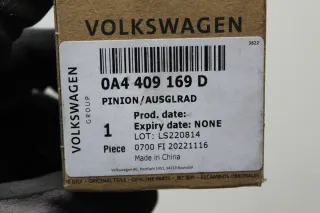 VOLKSWAGEN
3622
VOLKSWAGEN
GROUP
0A4 409 169 D
PINION/AUSGLRAD
Prod. date:
Expiry date: NONE
1
LOT: LS220814
Piece
0700 FI 20221116
Made in China